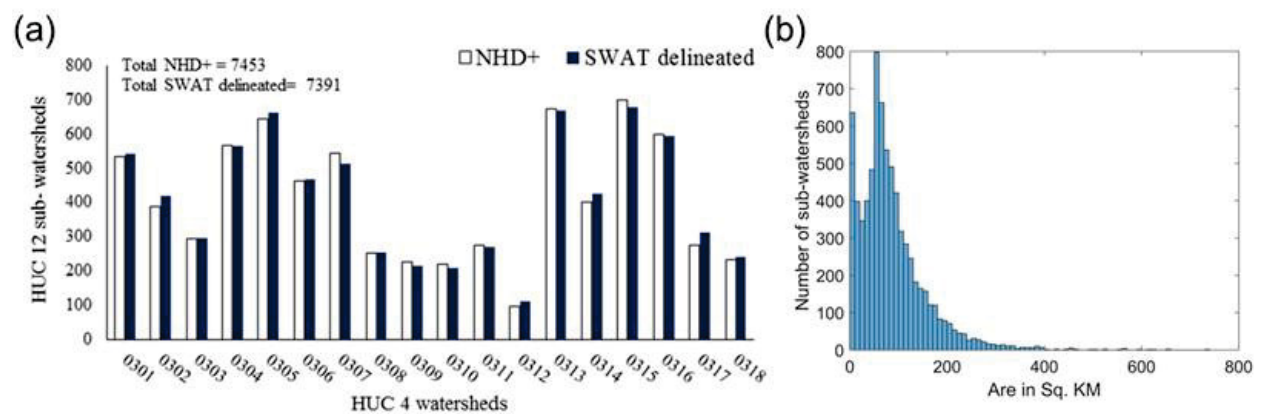 (a)
Total NHD+ = 7453
Total SWAT delineated= 7391
NHD+ SWAT delineated
800
700
600
500
400
300
200
100
0
HUC 12 sub- watersheds
0301 0302 0303 0304 0305 0306 0307 0308 0309 0310 0311 0312 0313 0314 0315 0316 0317 0318
HUC 4 watersheds
(b)
800
700
600
500
400
300
200
100
0
Number of sub-watersheds
0 200 400 600 800
Are in Sq. KM